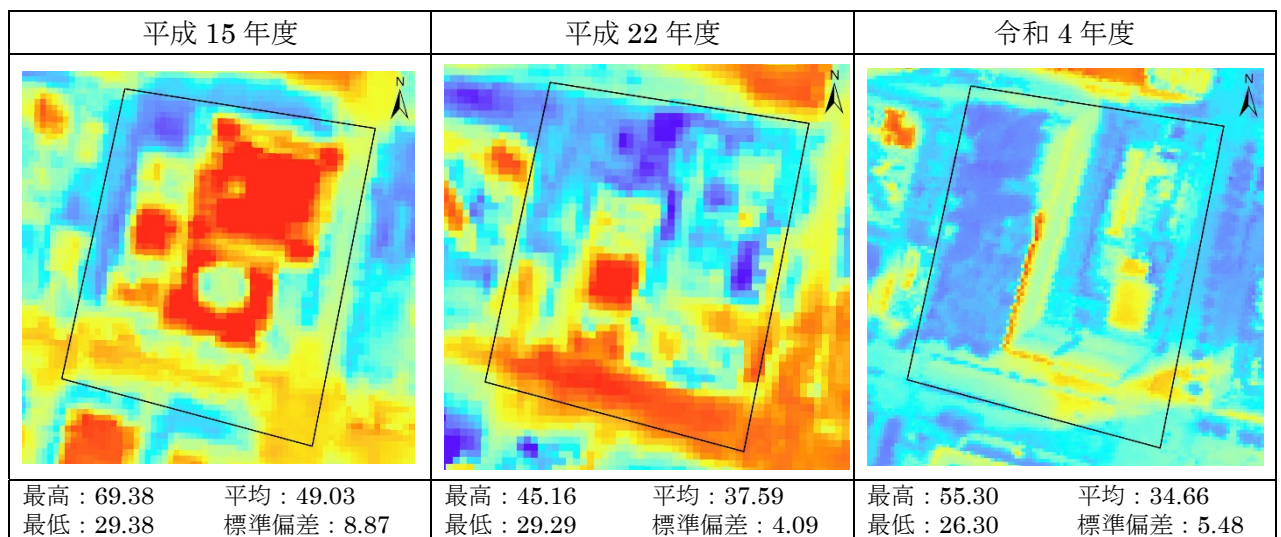 平成 15 年度
平成 22 年度
令和 4 年度
N
N
N
最高：69.38 平均：49.03
最低：29.38 標準偏差：8.87
最高：45.16 平均：37.59
最低：29.29 標準偏差：4.09
最高：55.30 平均：34.66
最低：26.30 標準偏差：5.48